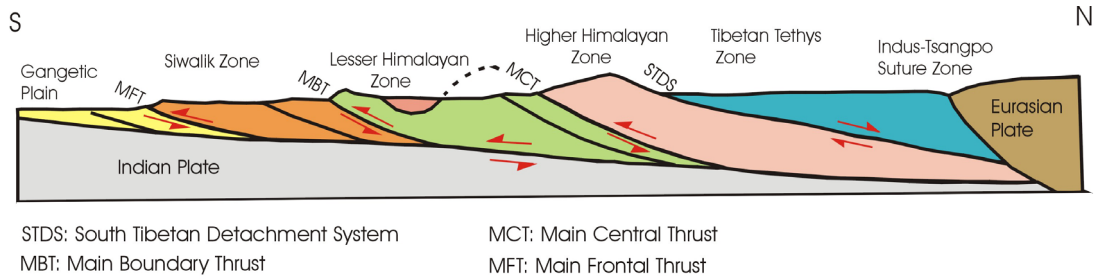 S
N
Gangetic
Plain
MFT
Siwalik Zone
MBT
Lesser Himalayan
Zone
MCT
Higher Himalayan
Zone
STDS
Tibetan Tethys
Zone
Indus-Tsangpo
Suture Zone
Eurasian
Plate
Indian Plate
STDS: South Tibetan Detachment System
MCT: Main Central Thrust
MBT: Main Boundary Thrust
MFT: Main Frontal Thrust